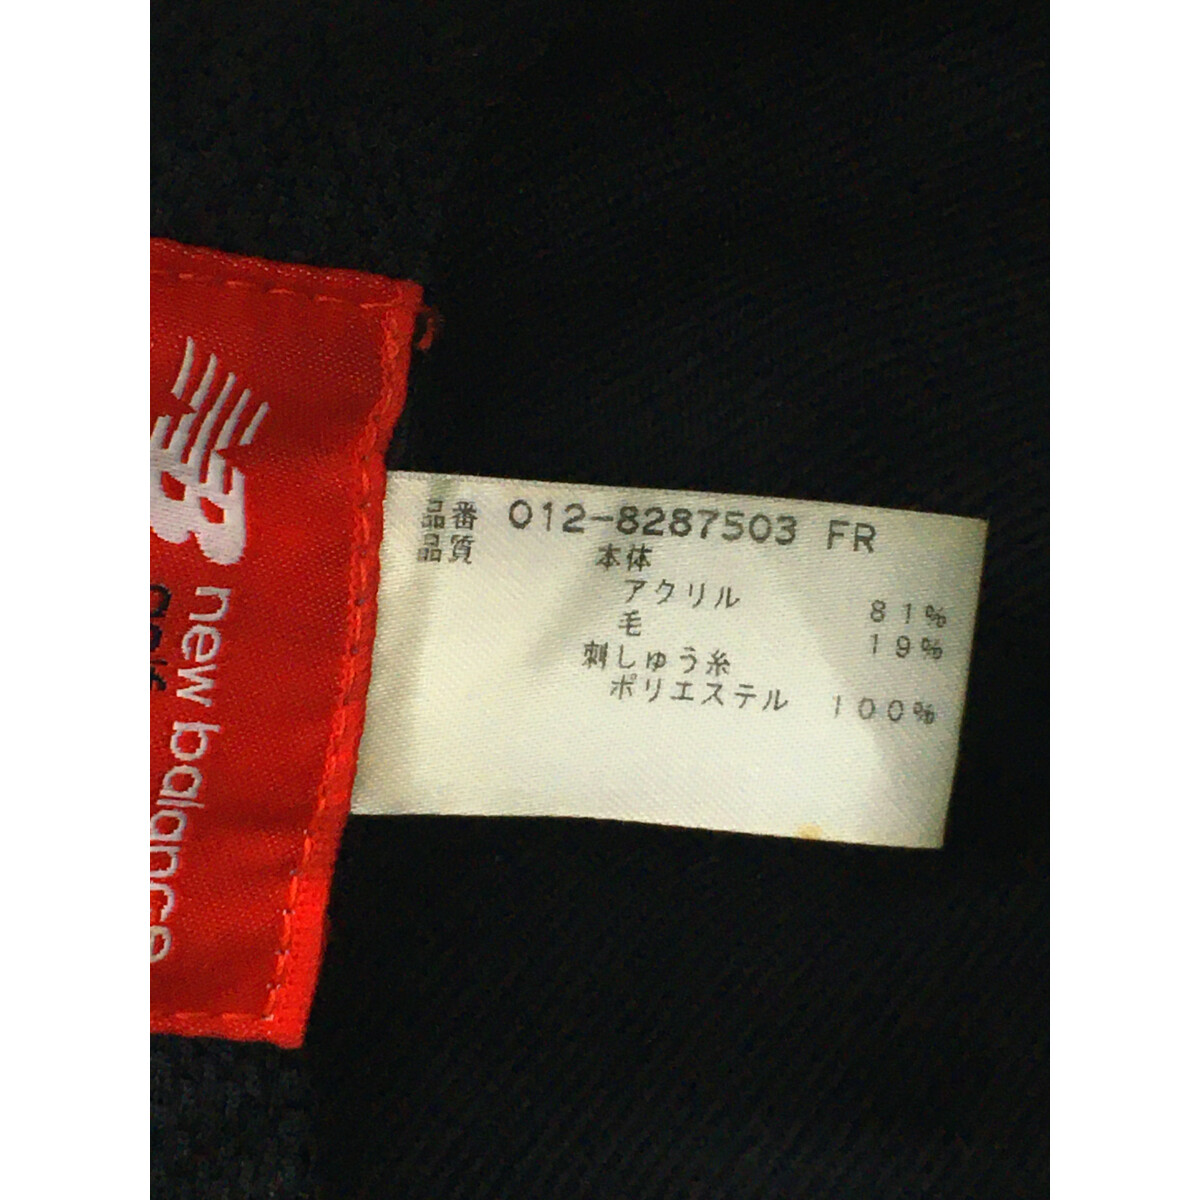 品番 012-8287503 FR
品質 本体
アクリル 81%
毛 19%
刺しゅう糸
ポリエステル 100%
new balance